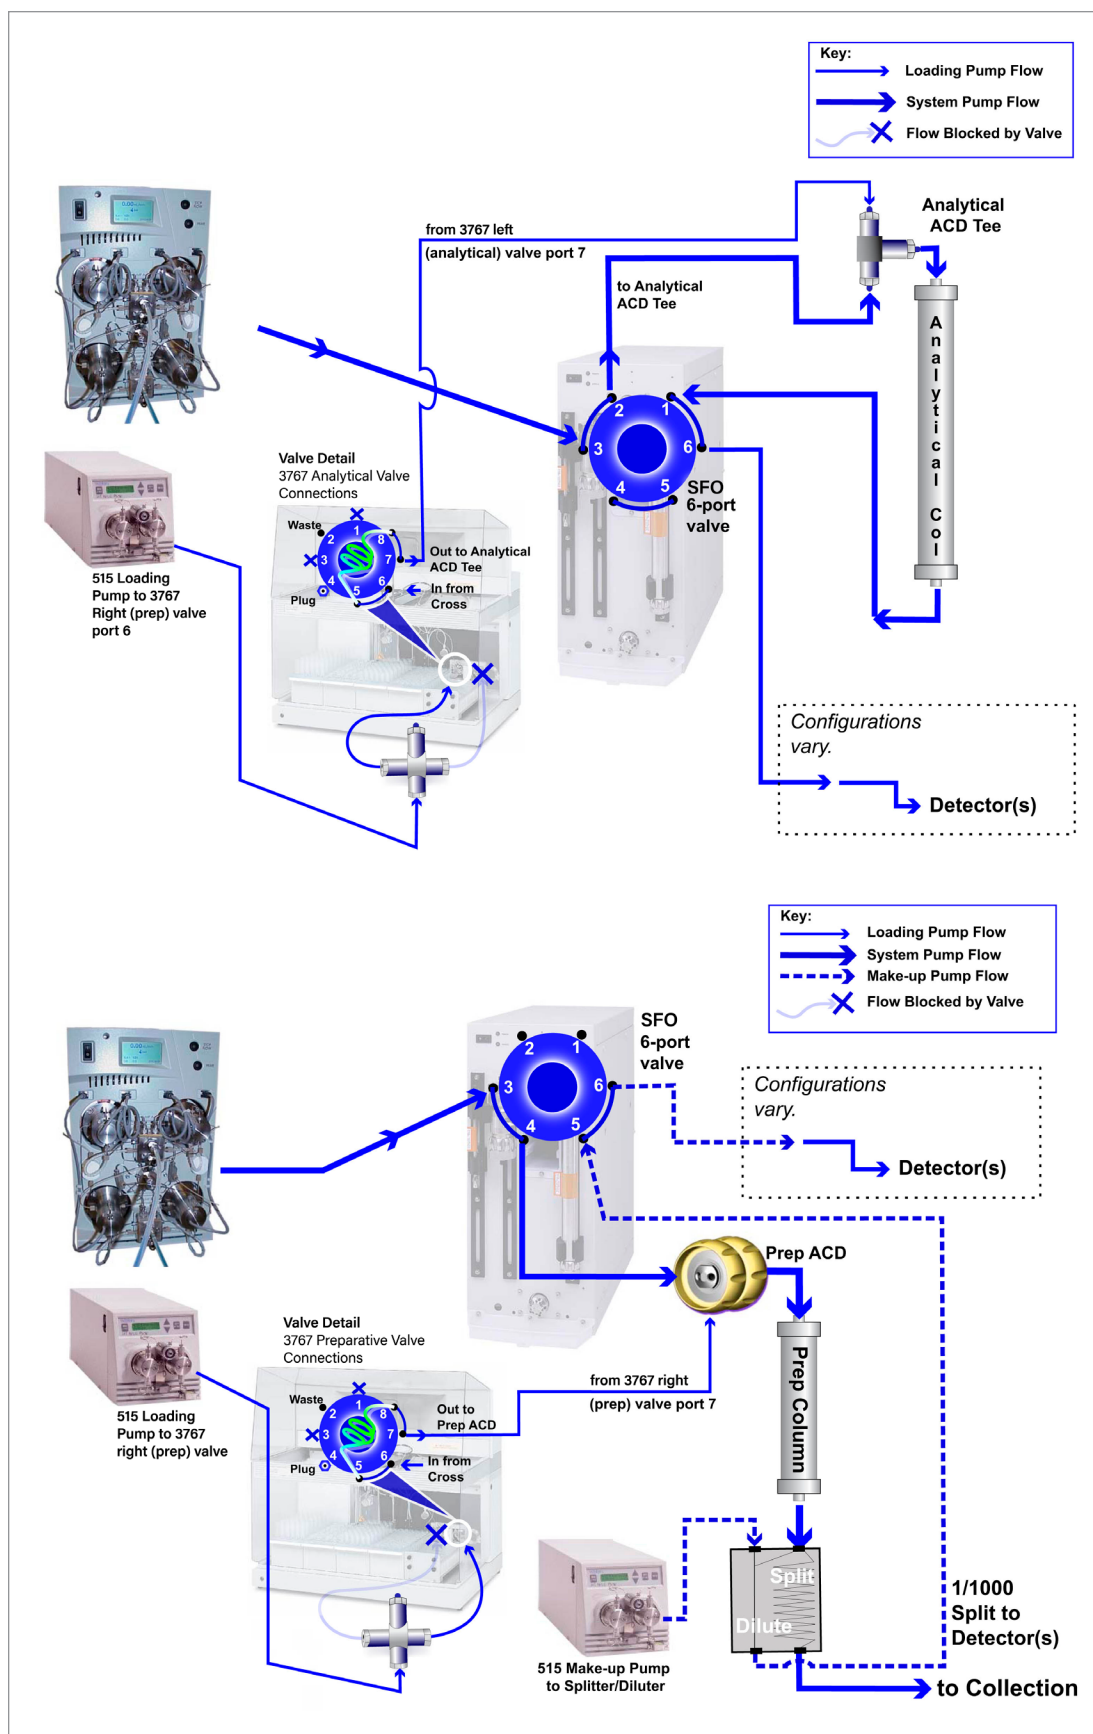 Key:
Loading Pump Flow
System Pump Flow
Flow Blocked by Valve
Analytical
ACD Tee
from 3767 left
(analytical) valve port 7
to Analytical
ACD Tee
Analytical Col
2
1
3
6
4
5
SFO
6-port
valve
Valve Detail
3767 Analytical Valve
Connections
Waste
1
2
8
3
7
4
6
5
Out to Analytical
ACD Tee
In from
Cross
Plug
515 Loading
Pump to 3767
Right (prep) valve
port 6
Configurations
vary.
Detector(s)
Key:
Loading Pump Flow
System Pump Flow
Make-up Pump Flow
Flow Blocked by Valve
SFO
6-port
valve
2
1
3
6
4
5
Configurations
vary.
Detector(s)
Prep ACD
Prep Column
Valve Detail
3767 Preparative Valve
Connections
from 3767 right
(prep) valve port 7
Waste
1
2
8
3
7
4
6
5
Out to
Prep ACD
In from
Cross
Plug
515 Loading
Pump to 3767
right (prep) valve
Split
Dilute
1/1000
Split to
Detector(s)
515 Make-up Pump
to Splitter/Diluter
to Collection